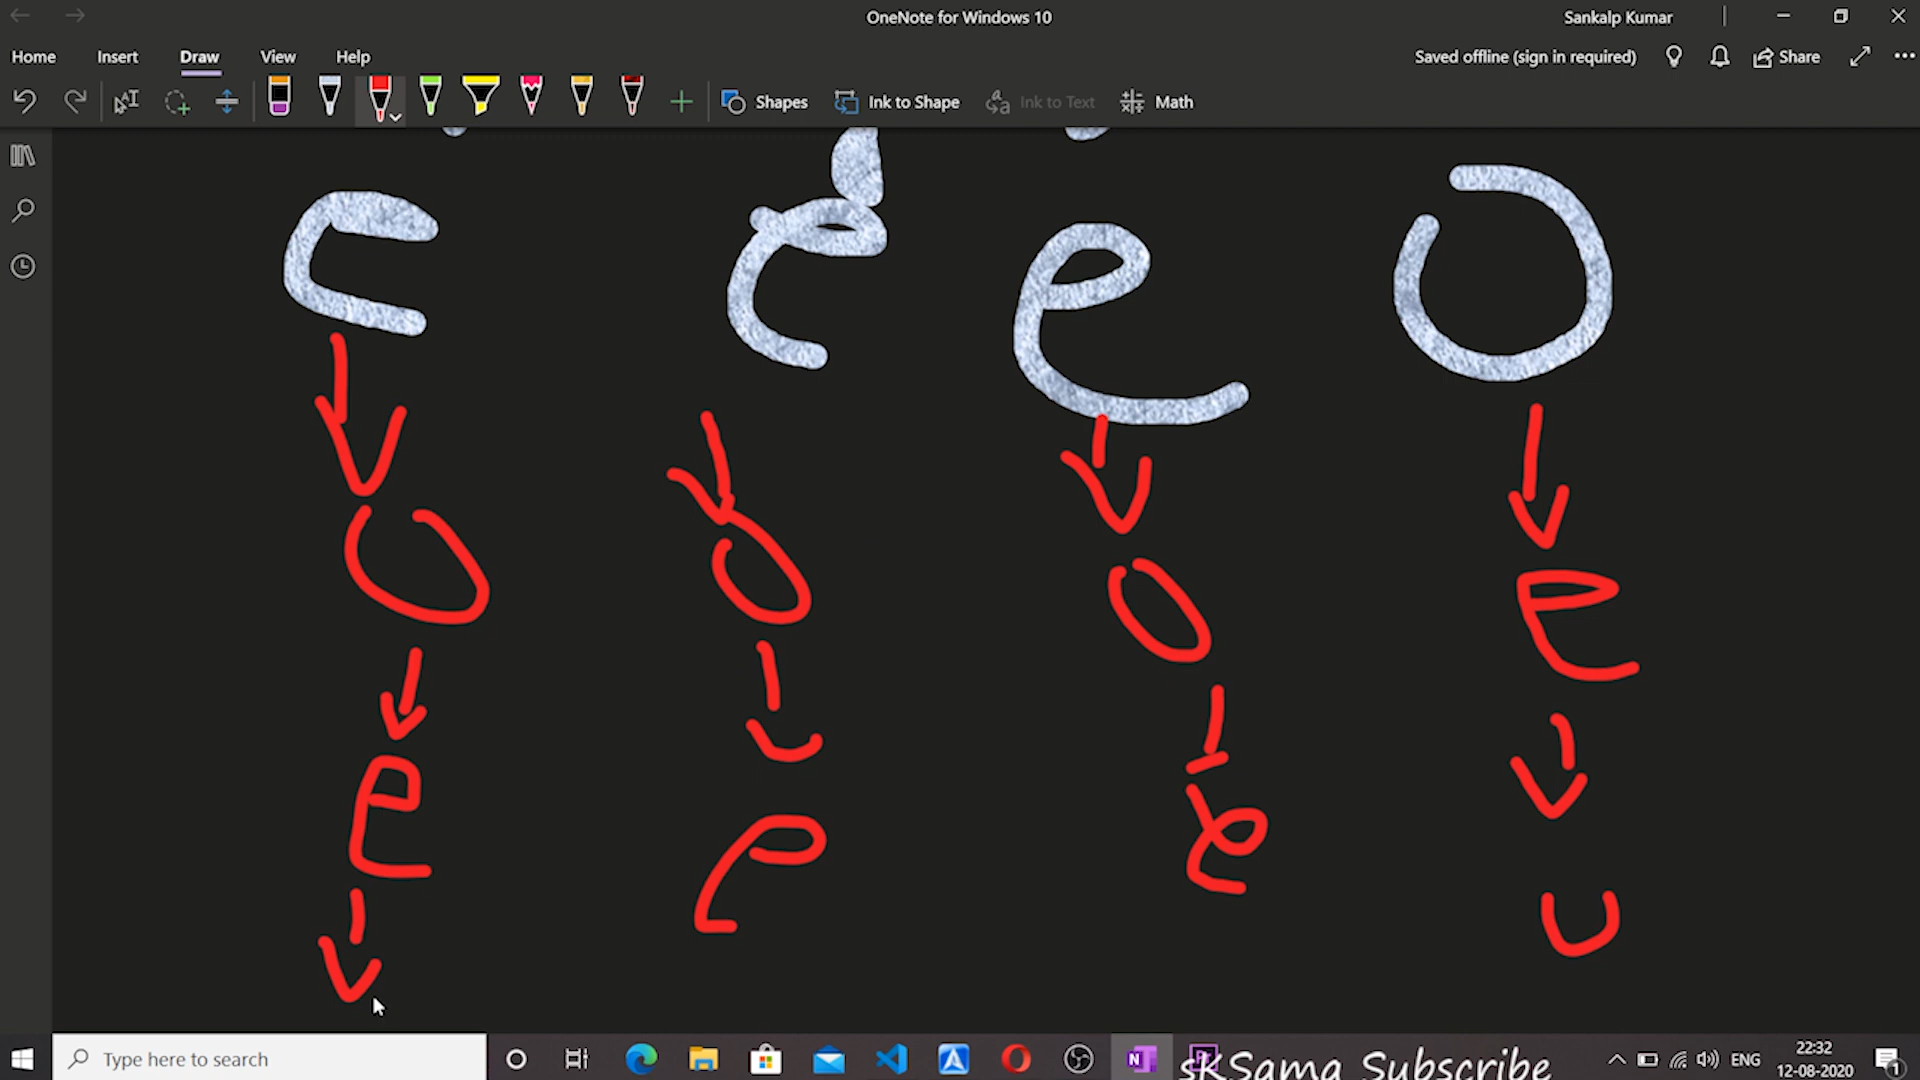 OneNote for Windows 10
Sankalp Kumar
Home Insert Draw View Help
Saved offline (sign in required)
Share
Shapes
Ink to Shape
Ink to Text
Math
e e e O
O O O e
e e e U
Type here to search
ENG
22:32
12-08-2020
1
sKSama Subscribe